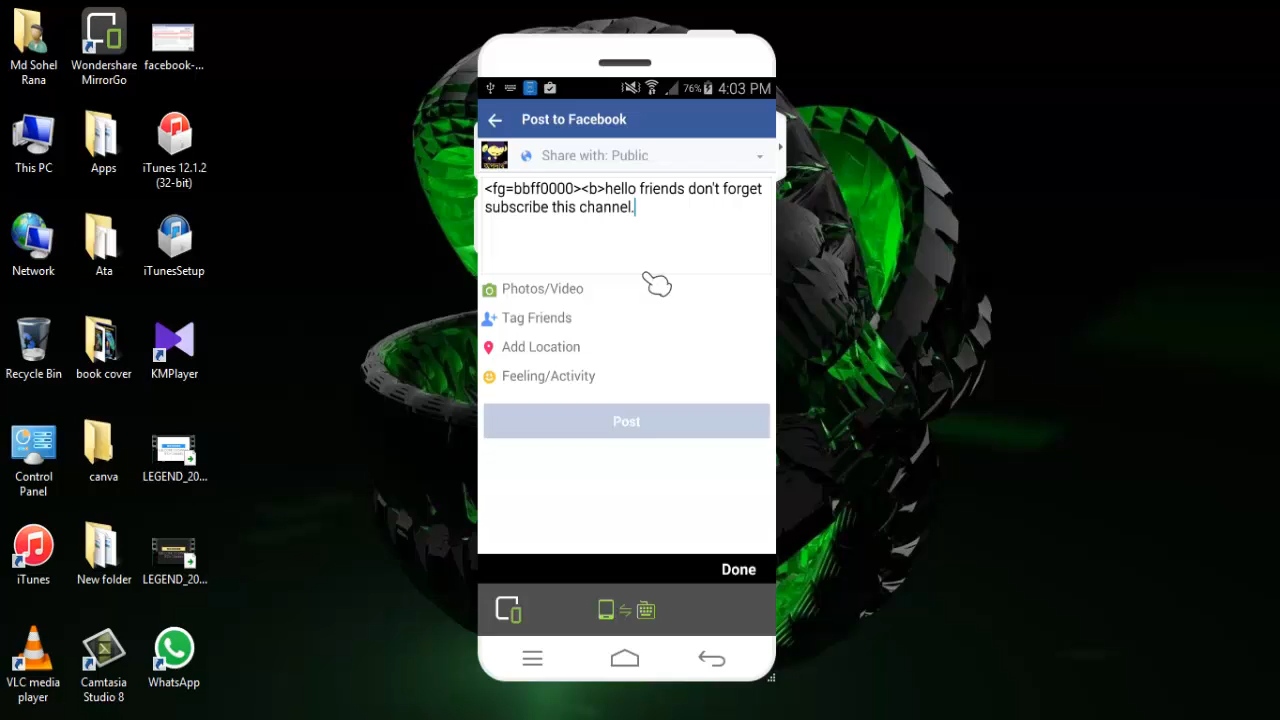 Md Sohel
Rana
Wondershare
MirrorGo
facebook-...
This PC
Apps
iTunes 12.1.2
(32-bit)
Network
Ata
iTunesSetup
Recycle Bin
book cover
KMPlayer
Control
Panel
canva
LEGEND_20...
iTunes
New folder
LEGEND_20...
VLC media
player
Camtasia
Studio 8
WhatsApp
76% 4:03 PM
Post to Facebook
Share with: Public
<fg=bbff0000><b>hello friends don't forget
subscribe this channel.
Photos/Video
Tag Friends
Add Location
Feeling/Activity
Post
Done